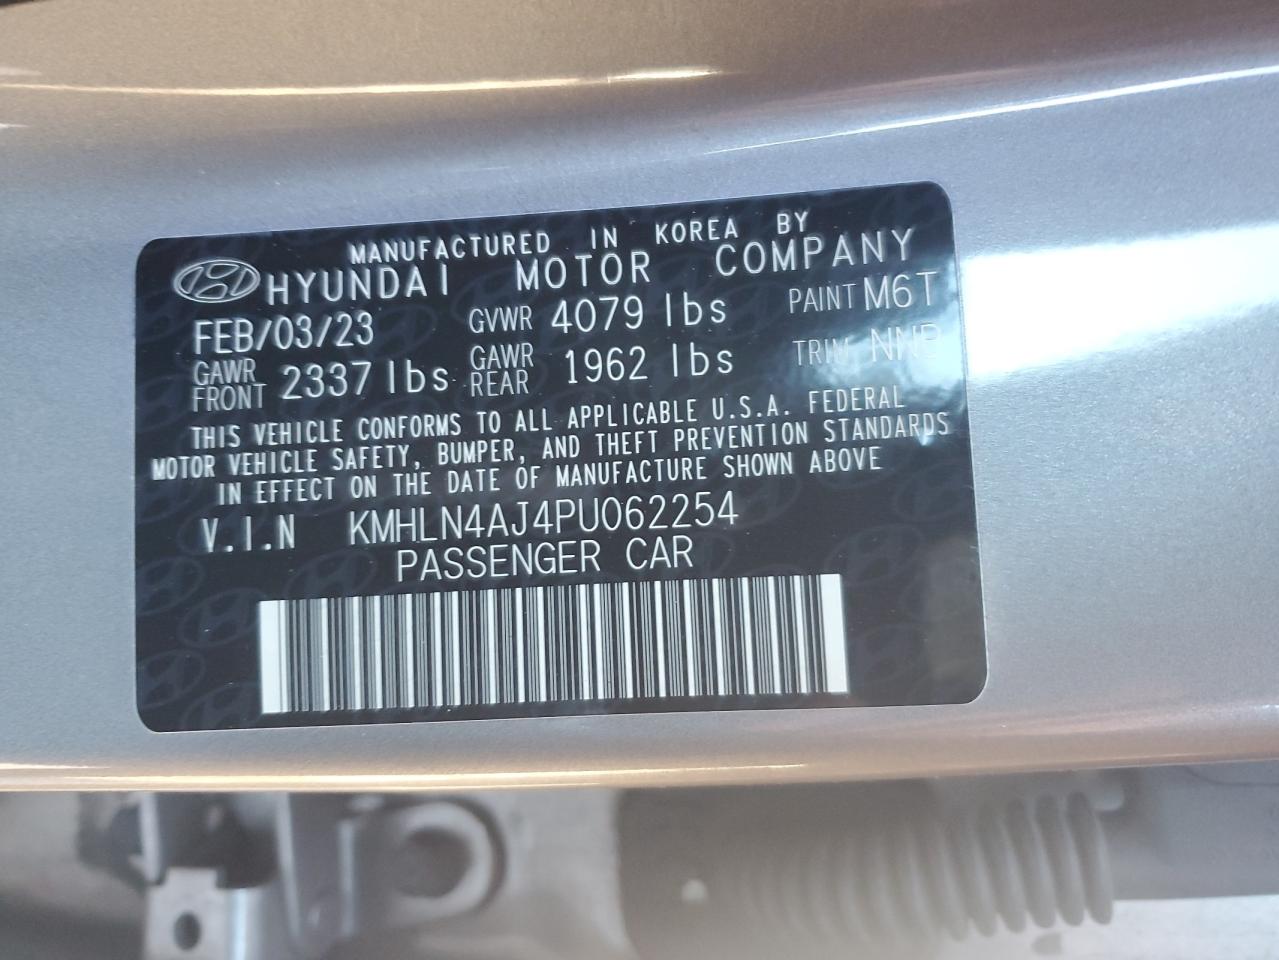 MANUFACTURED IN KOREA BY
HYUNDAI MOTOR COMPANY
FEB/03/23 GVWR 4079 lbs PAINT M6T
GAWR FRONT 2337 lbs GAWR REAR 1962 lbs TRIM NNB
THIS VEHICLE CONFORMS TO ALL APPLICABLE U.S.A. FEDERAL
MOTOR VEHICLE SAFETY, BUMPER, AND THEFT PREVENTION STANDARDS
IN EFFECT ON THE DATE OF MANUFACTURE SHOWN ABOVE
V.I.N KMHLN4AJ4PU062254
PASSENGER CAR